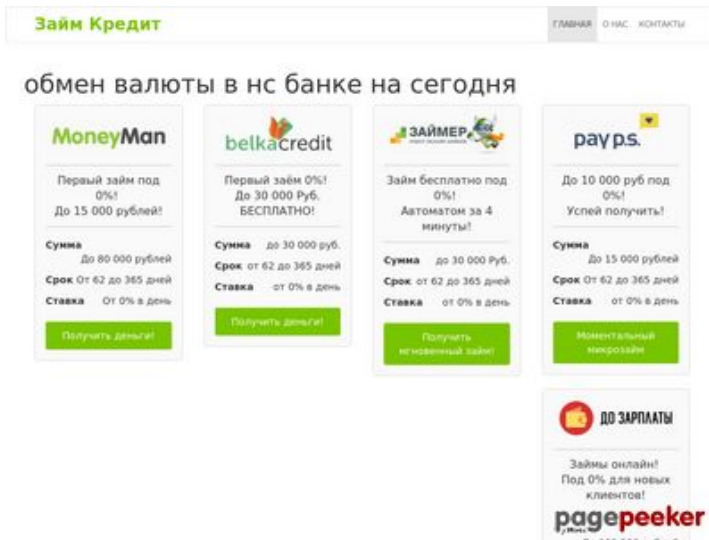 Займ Кредит
ГЛАВНАЯ О НАС КОНТАКТЫ
обмен валюты в нс банке на сегодня
MoneyMan
Первый займ под
0%!
До 15 000 рублей!
Сумма
До 80 000 рублей
Срок От 62 до 365 дней
Ставка От 0% в день
Получить деньги!
belkacredit
Первый заём 0%!
До 30 000 Руб.
БЕСПЛАТНО!
Сумма до 30 000 руб.
Срок от 62 до 365 дней
Ставка от 0% в день
Получить деньги!
ЗАЙМЕР
Займ бесплатно под
0%!
Автоматом за 4
минуты!
Сумма до 30 000 Руб.
Срок от 62 до 365 дней
Ставка от 0% в день
Получить
мгновенный займ!
pay p.s.
До 10 000 руб под
0%!
Успей получить!
Сумма
До 15 000 рублей
Срок От 62 до 365 дней
Ставка От 0% в день
Моментальный
микрозайм
ДО ЗАРПЛАТЫ
Займы онлайн!
Под 0% для новых
клиентов!
pagepeeker